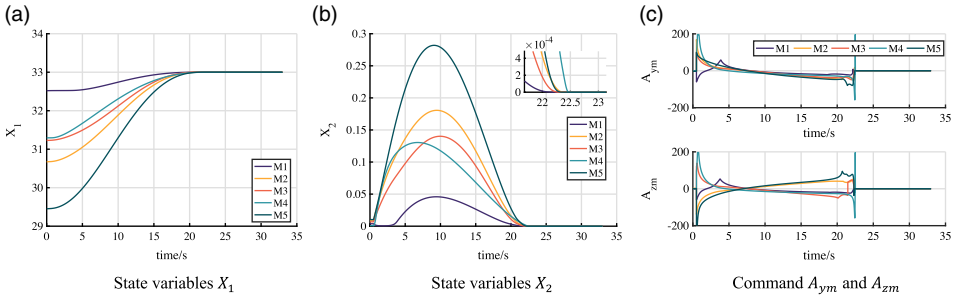 (a)
34
33
32
31
30
29
X1
0 5 10 15 20 25 30 35
time/s
M1
M2
M3
M4
M5
State variables X1
(b)
0.3
0.25
0.2
0.15
0.1
0.05
0
X2
×10-4
4
2
0
22 22.5 23
0 5 10 15 20 25 30 35
time/s
M1
M2
M3
M4
M5
State variables X2
(c)
M1 M2 M3 M4 M5
200
0
-200
Aym
0 5 10 15 20 25 30 35
time/s
200
0
-200
Azm
0 5 10 15 20 25 30 35
time/s
Command Aym and Azm